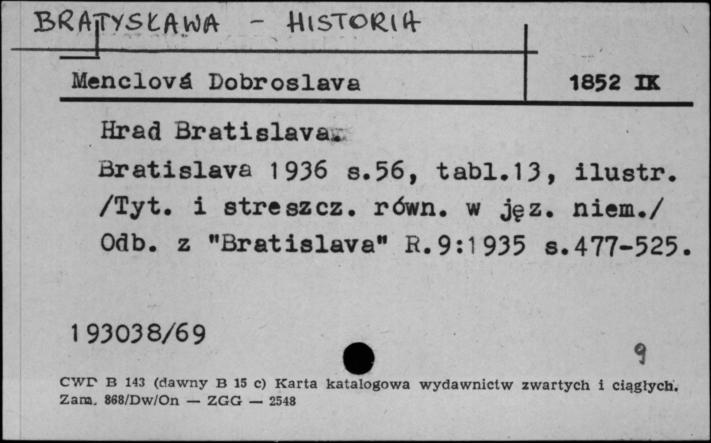 BRATYSŁAWA - HISTORIA
Menclová Dobroslava
1852 IK
Hrad Bratislava.
Bratislava 1936 s.56, tabl.13, ilustr.
/Tyt. i streszcz. równ. w jęz. niem./
Odb. z "Bratislava" R.9:1935 s.477-525.
193038/69
9
CWD B 143 (dawny B 15 c) Karta katalogowa wydawnictw zwartych i ciągłych.
Zam. 868/Dw/On — ZGG — 2548